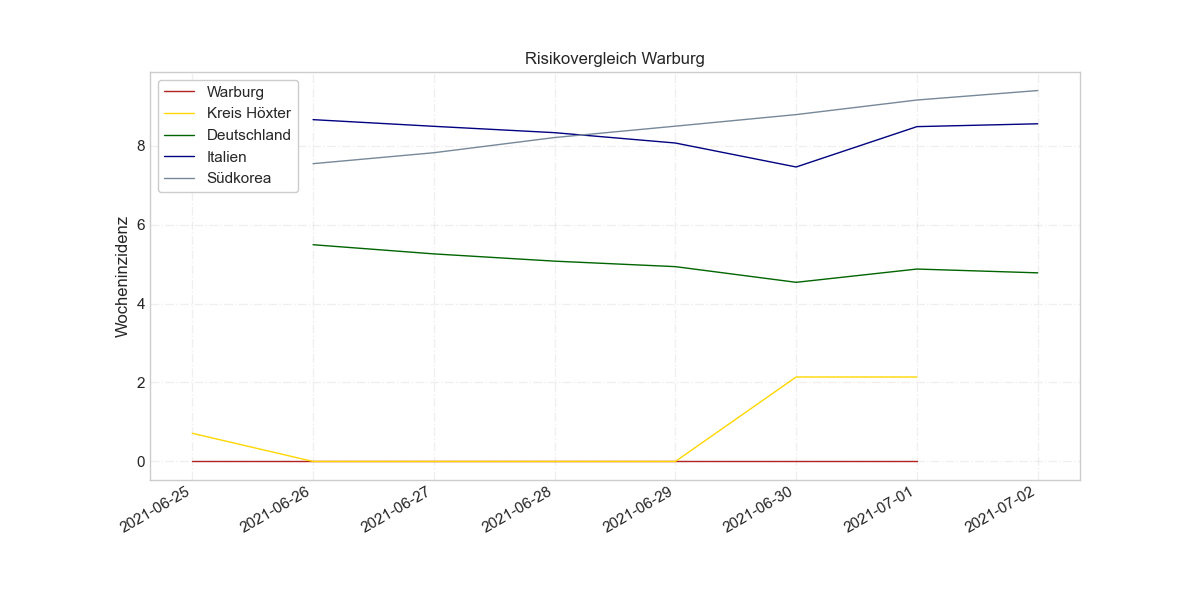 Risikovergleich Warburg
Warburg
Kreis Höxter
Deutschland
Italien
Südkorea
Wocheninzidenz
8
6
4
2
0
2021-06-25
2021-06-26
2021-06-27
2021-06-28
2021-06-29
2021-06-30
2021-07-01
2021-07-02